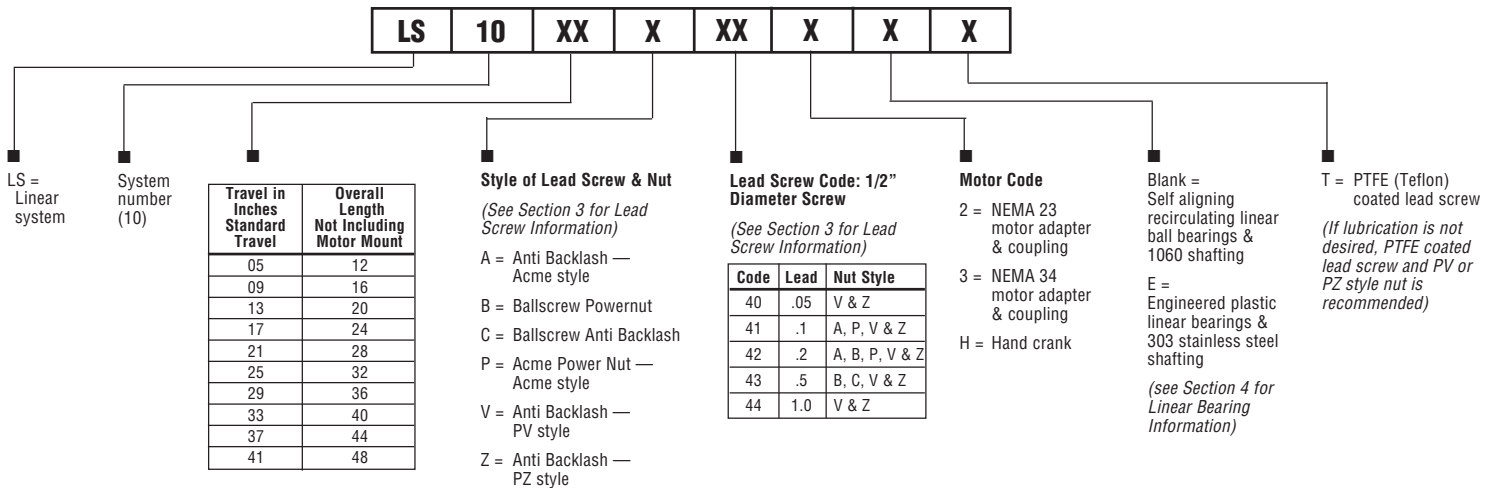 LS 10 XX X XX X X X
LS =
Linear
system
System
number
(10)
Travel in
Inches
Standard
Travel
Overall
Length
Not Including
Motor Mount
05 12
09 16
13 20
17 24
21 28
25 32
29 36
33 40
37 44
41 48
Style of Lead Screw & Nut
(See Section 3 for Lead
Screw Information)
A = Anti Backlash —
Acme style
B = Ballscrew Powernut
C = Ballscrew Anti Backlash
P = Acme Power Nut —
Acme style
V = Anti Backlash —
PV style
Z = Anti Backlash —
PZ style
Lead Screw Code: 1/2”
Diameter Screw
(See Section 3 for Lead
Screw Information)
Code Lead Nut Style
40 .05 V & Z
41 .1 A, P, V & Z
42 .2 A, B, P, V & Z
43 .5 B, C, V & Z
44 1.0 V & Z
Motor Code
2 = NEMA 23
motor adapter
& coupling
3 = NEMA 34
motor adapter
& coupling
H = Hand crank
Blank =
Self aligning
recirculating linear
ball bearings &
1060 shafting
E =
Engineered plastic
linear bearings &
303 stainless steel
shafting
(see Section 4 for
Linear Bearing
Information)
T = PTFE (Teflon)
coated lead screw
(If lubrication is not
desired, PTFE coated
lead screw and PV or
PZ style nut is
recommended)